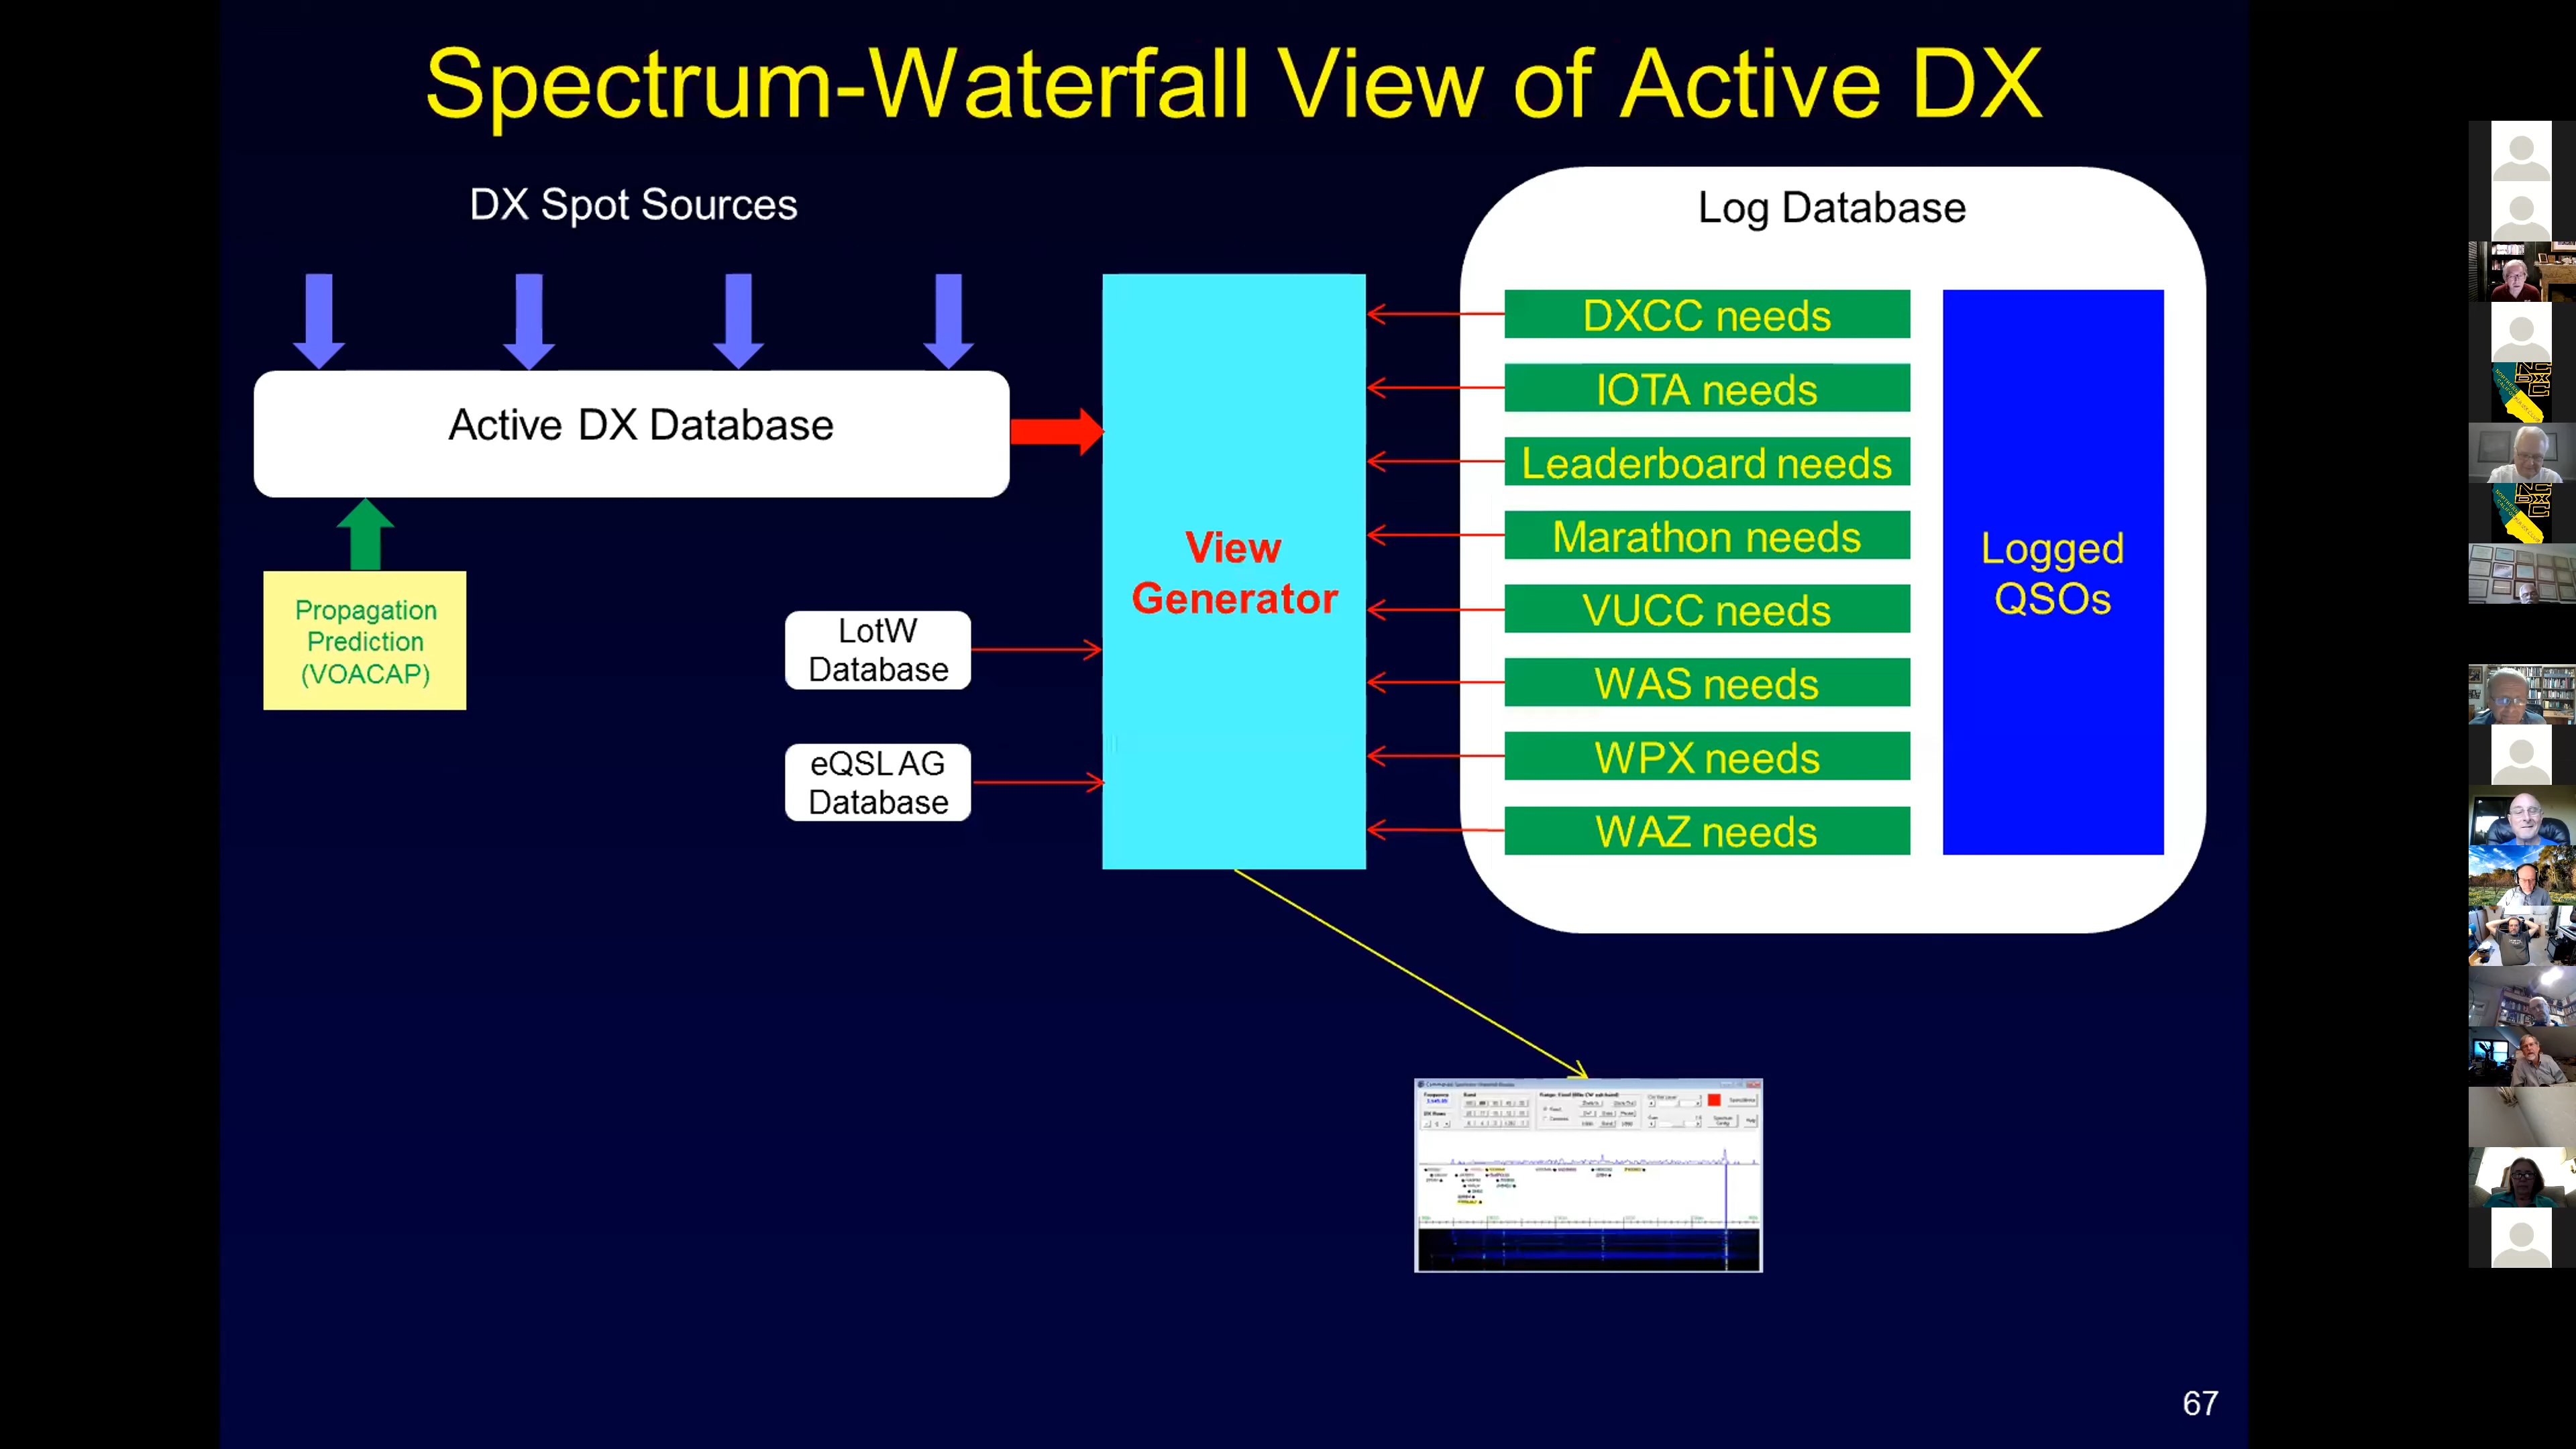 Spectrum-Waterfall View of Active DX
DX Spot Sources
Active DX Database
Propagation
Prediction
(VOACAP)
LotW
Database
eQSL AG
Database
View
Generator
Log Database
DXCC needs
IOTA needs
Leaderboard needs
Marathon needs
VUCC needs
WAS needs
WPX needs
WAZ needs
Logged
QSOs
67